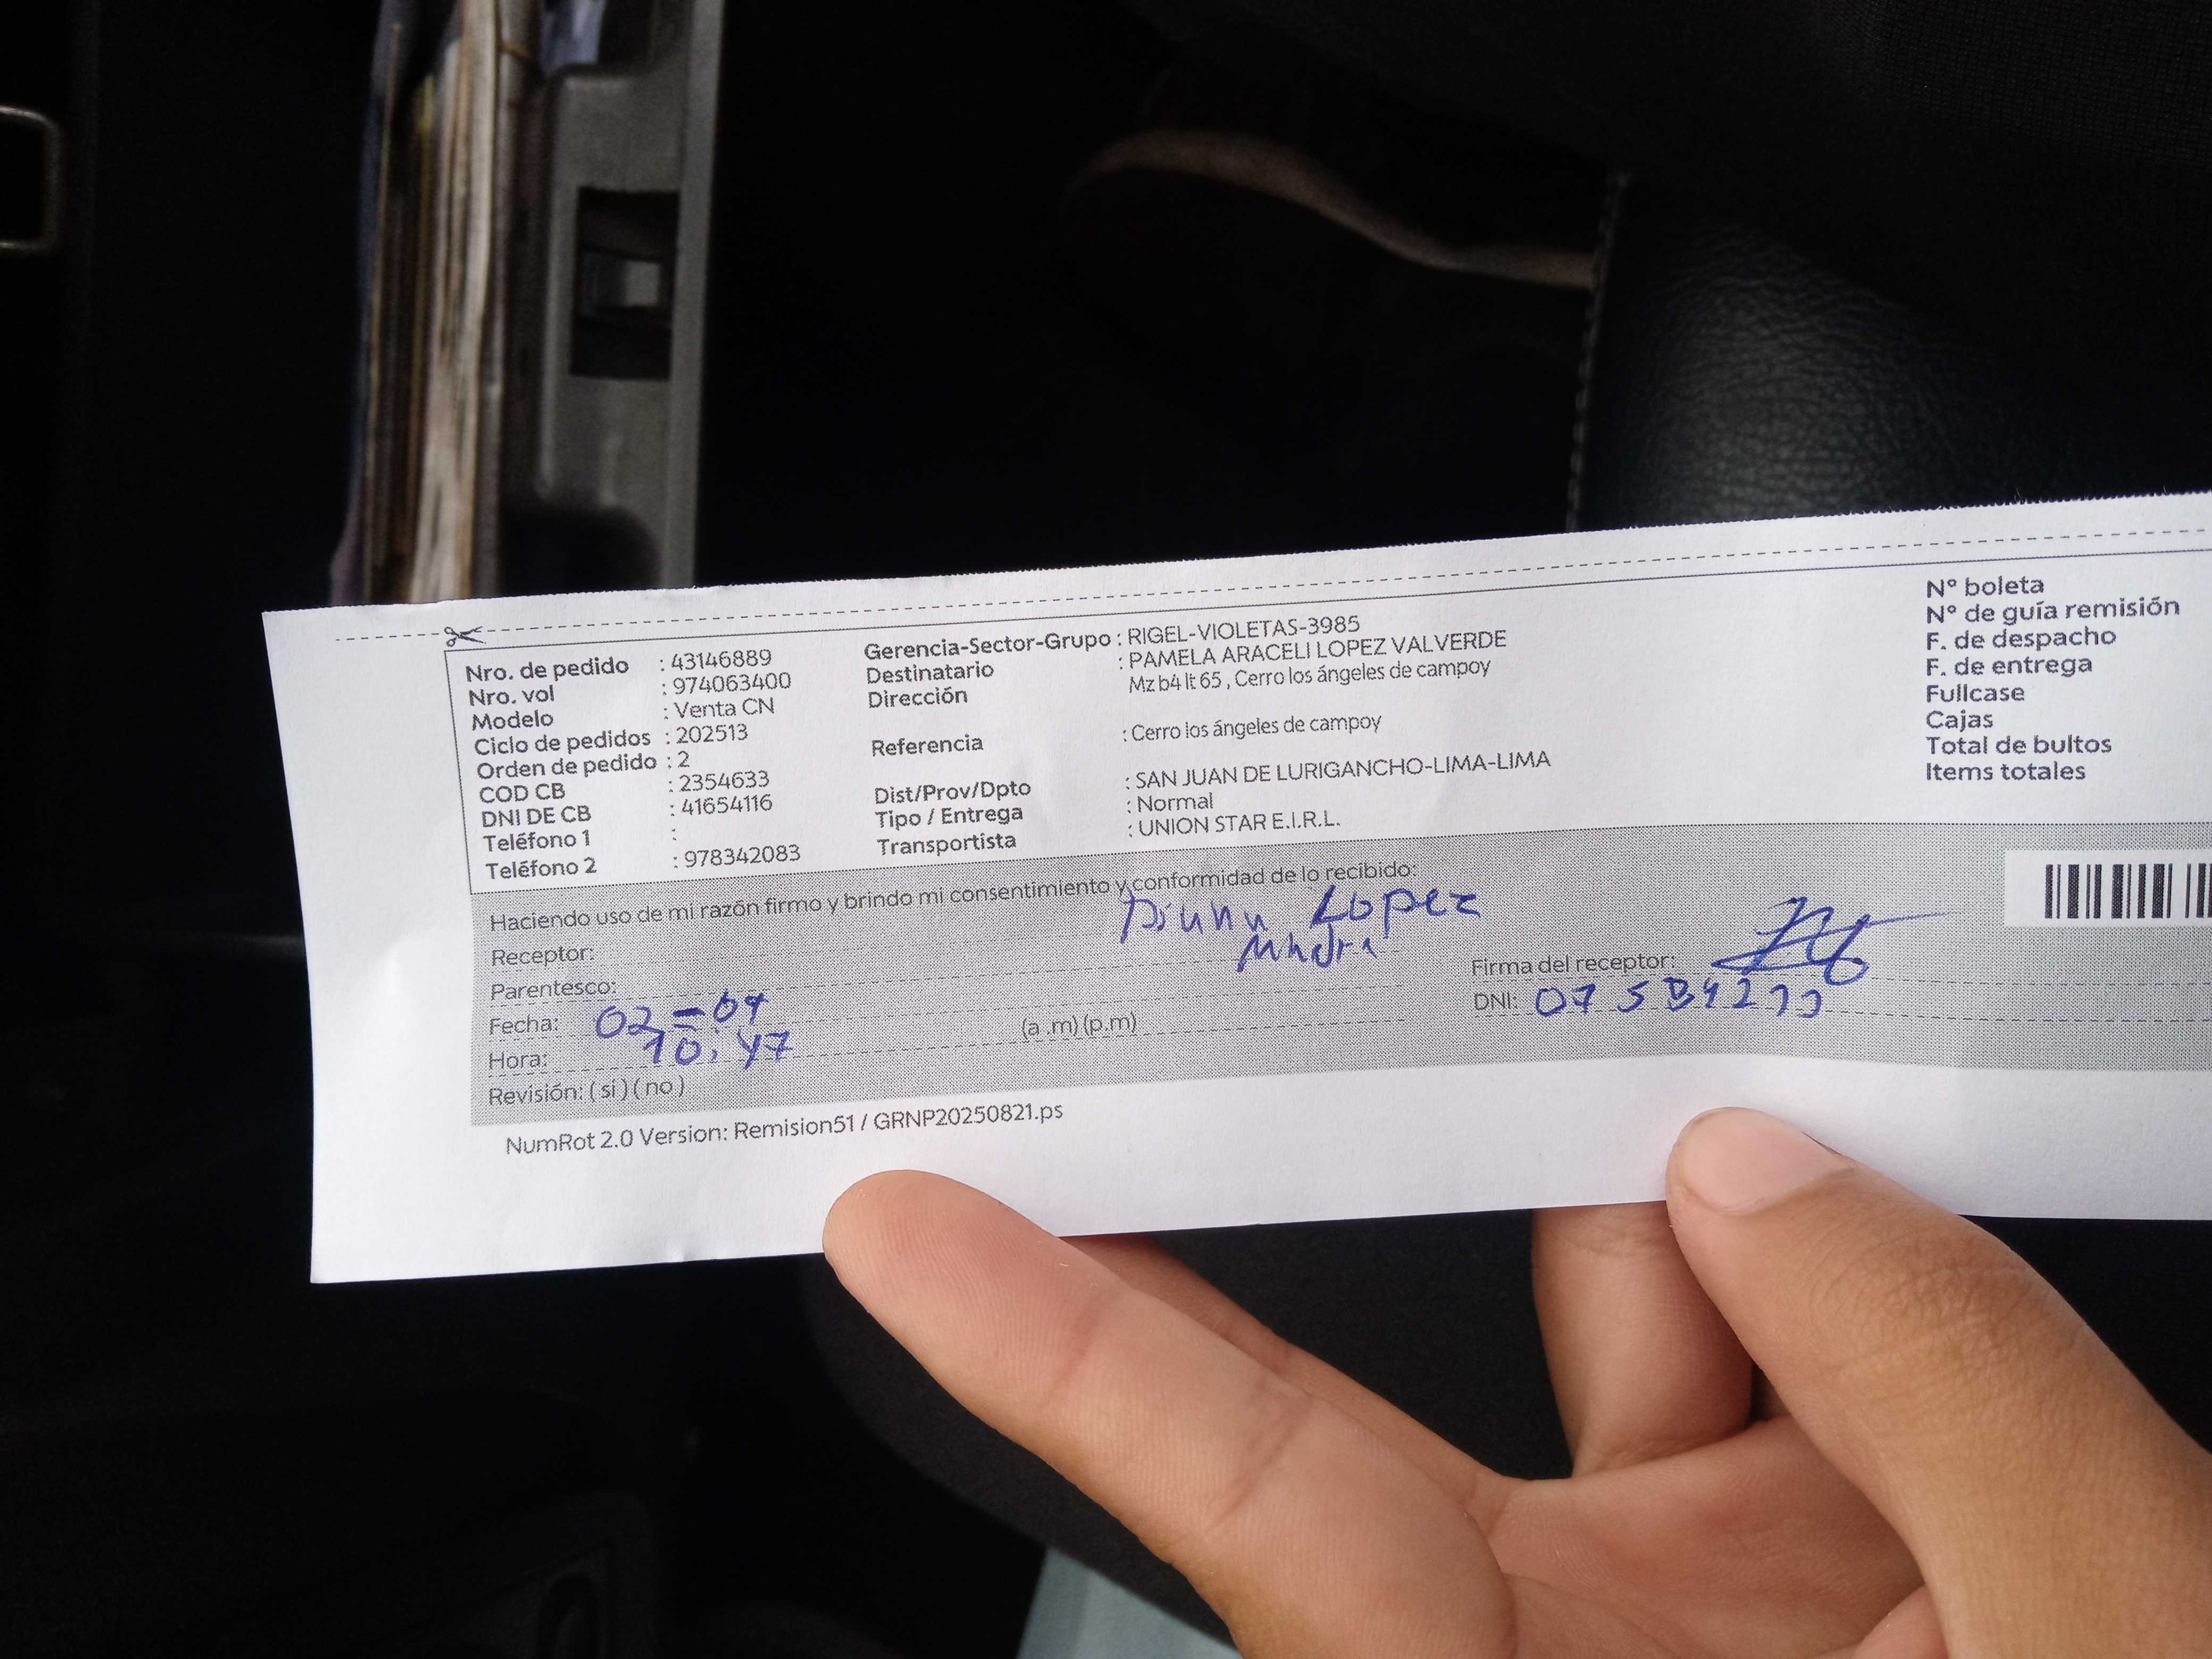 Nro. de pedido : 43146889
Nro. vol : 974063400
Modelo : Venta CN
Ciclo de pedidos : 202513
Orden de pedido : 2
COD CB : 2354633
DNI DE CB : 41654116
Teléfono 1 :
Teléfono 2 : 978342083
Gerencia-Sector-Grupo : RIGEL-VIOLETAS-3985
Destinatario : PAMELA ARACELI LOPEZ VALVERDE
Dirección Mz b4 lt 65 , Cerro los ángeles de campoy
Referencia : Cerro los ángeles de campoy
Dist/Prov/Dpto : SAN JUAN DE LURIGANCHO-LIMA-LIMA
Tipo / Entrega : Normal
Transportista : UNION STAR E.I.R.L.
N° boleta
N° de guía remisión
F. de despacho
F. de entrega
Fullcase
Cajas
Total de bultos
Items totales
Haciendo uso de mi razón firmo y brindo mi consentimiento y conformidad de lo recibido:
Receptor: Lopez
Parentesco:
Fecha: 02-09
Hora: 10:47 (a .m) (p.m)
Revisión: ( si ) ( no )
Firma del receptor:
DNI:
NumRot 2.0 Version: Remision51 / GRNP20250821.ps